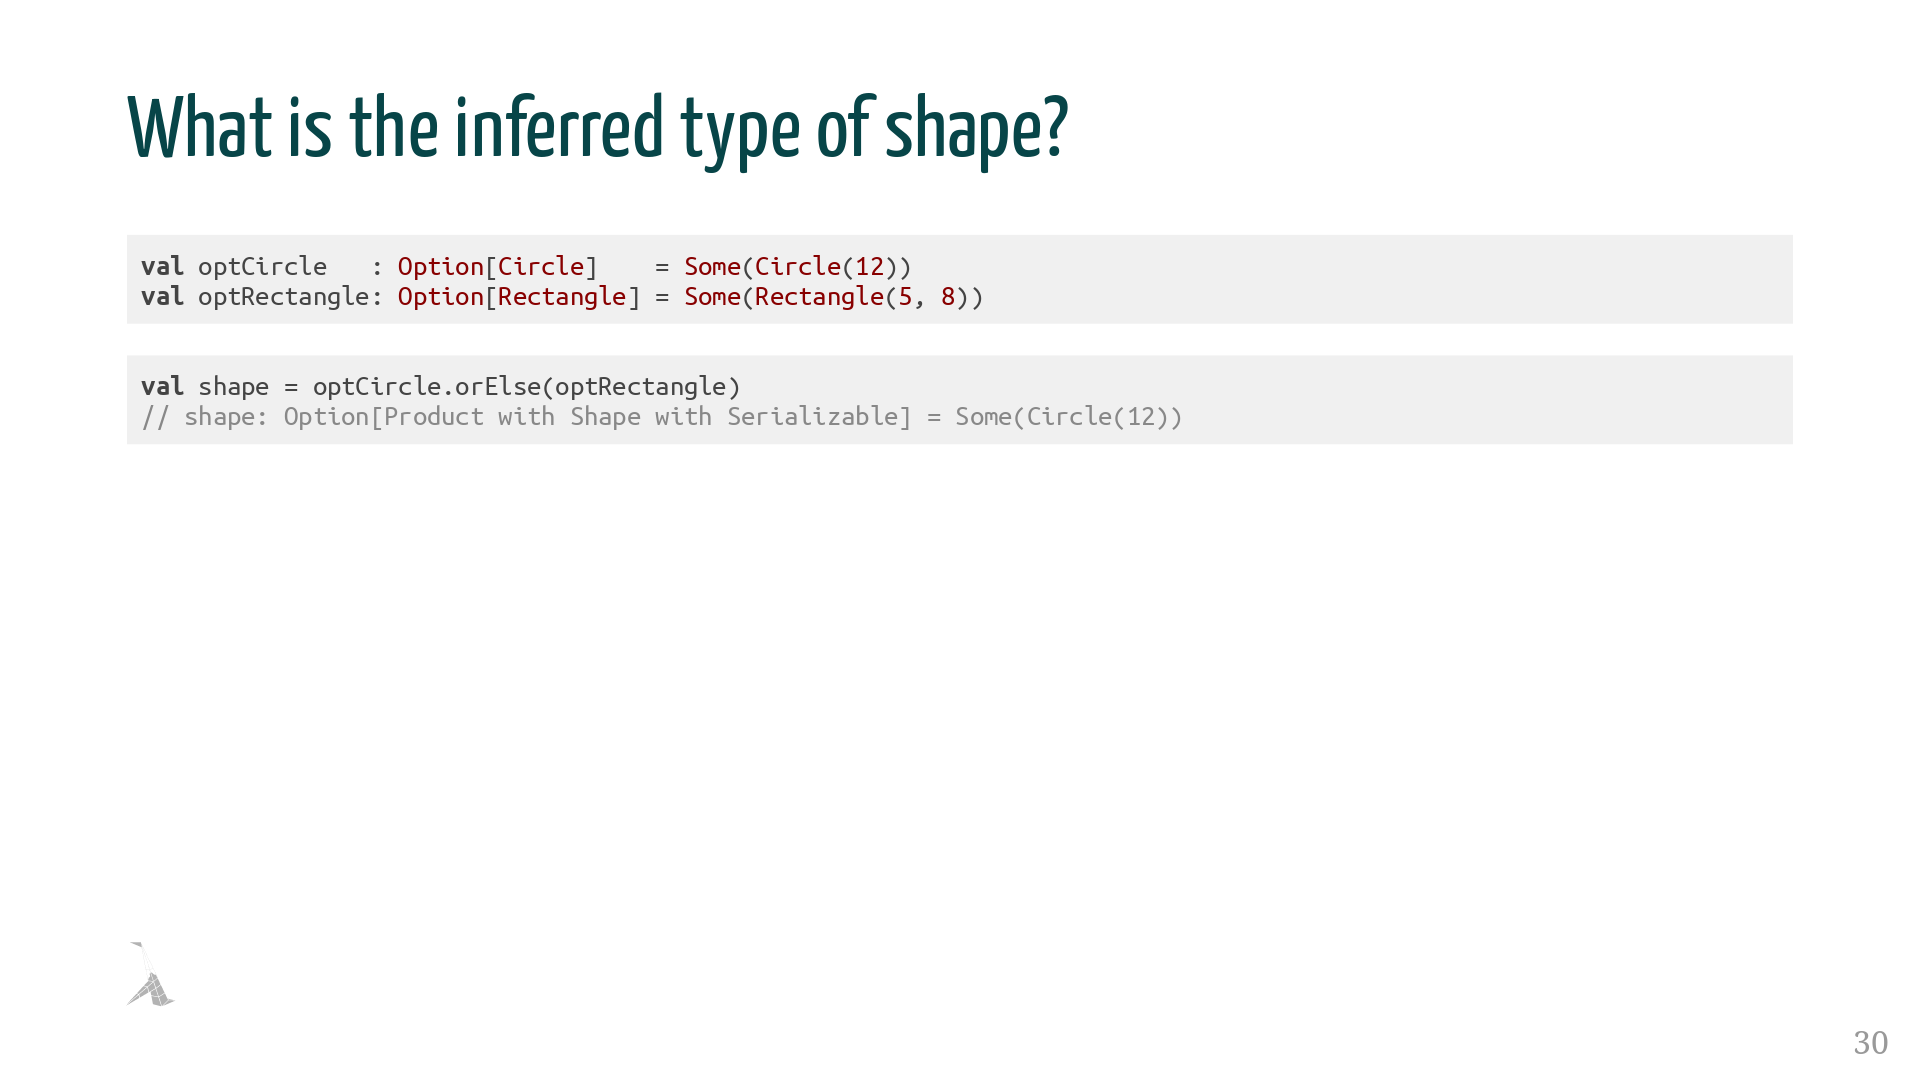 What is the inferred type of shape?
val optCircle   : Option[Circle]    = Some(Circle(12))
val optRectangle: Option[Rectangle] = Some(Rectangle(5, 8))
val shape = optCircle.orElse(optRectangle)
// shape: Option[Product with Shape with Serializable] = Some(Circle(12))
30